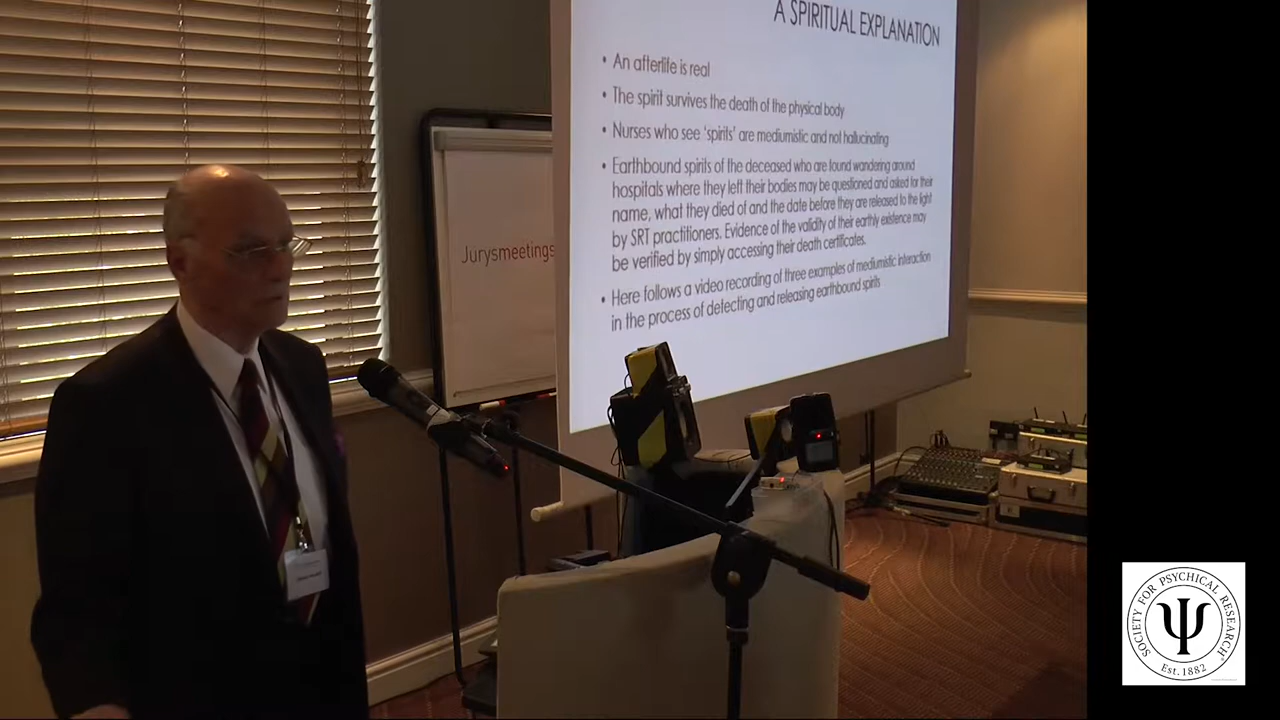 A SPIRITUAL EXPLANATION
• An afterlife is real
• The spirit survives the death of the physical body
• Nurses who see 'spirits' are mediumistic and not hallucinating
• Earthbound spirits of the deceased who are found wandering around
hospitals where they left their bodies may be questioned and asked for their
name, what they died of and the date before they are released to the light
by SRT practitioners. Evidence of the validity of their earthly existence may
be verified by simply accessing their death certificates.
• Here follows a video recording of three examples of mediumistic interaction
in the process of detecting and releasing earthbound spirits
Jurysmeetings
SOCIETY FOR PSYCHICAL RESEARCH
Ψ
Est. 1882